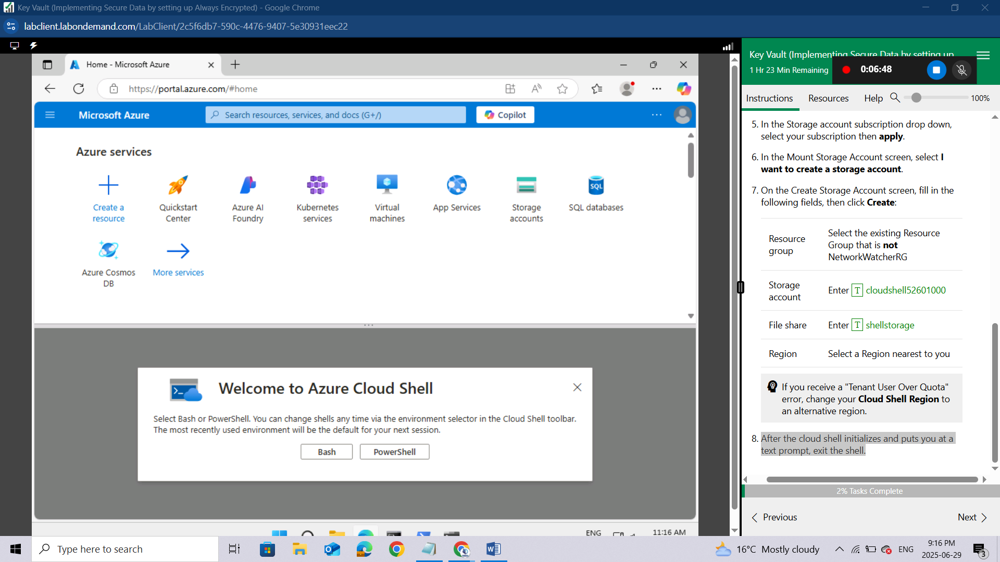 Key Vault (Implementing Secure Data by setting up Always Encrypted) - Google Chrome
labclient.labondemand.com/LabClient/2c5f6db7-590c-4476-9407-5e30931eec22
Home - Microsoft Azure
https://portal.azure.com/#home
Microsoft Azure
Search resources, services, and docs (G+/)
Copilot
Azure services
Create a
resource
Quickstart
Center
Azure AI
Foundry
Kubernetes
services
Virtual
machines
App Services
Storage
accounts
SQL
SQL databases
Azure Cosmos
DB
More services
Welcome to Azure Cloud Shell
Select Bash or PowerShell. You can change shells any time via the environment selector in the Cloud Shell toolbar.
The most recently used environment will be the default for your next session.
Bash
PowerShell
ENG
11:16 AM
Key Vault (Implementing Secure Data by setting up
1 Hr 23 Min Remaining
0:06:48
Instructions
Resources
Help
100%
5. In the Storage account subscription drop down,
select your subscription then apply.
6. In the Mount Storage Account screen, select I
want to create a storage account.
7. On the Create Storage Account screen, fill in the
following fields, then click Create:
Resource
group
Select the existing Resource
Group that is not
NetworkWatcherRG
Storage
account
Enter T cloudshell52601000
File share
Enter T shellstorage
Region
Select a Region nearest to you
If you receive a "Tenant User Over Quota"
error, change your Cloud Shell Region to
an alternative region.
8. After the cloud shell initializes and puts you at a
text prompt, exit the shell.
2% Tasks Complete
Previous
Next
Type here to search
16°C Mostly cloudy
ENG
9:16 PM
2025-06-29
3